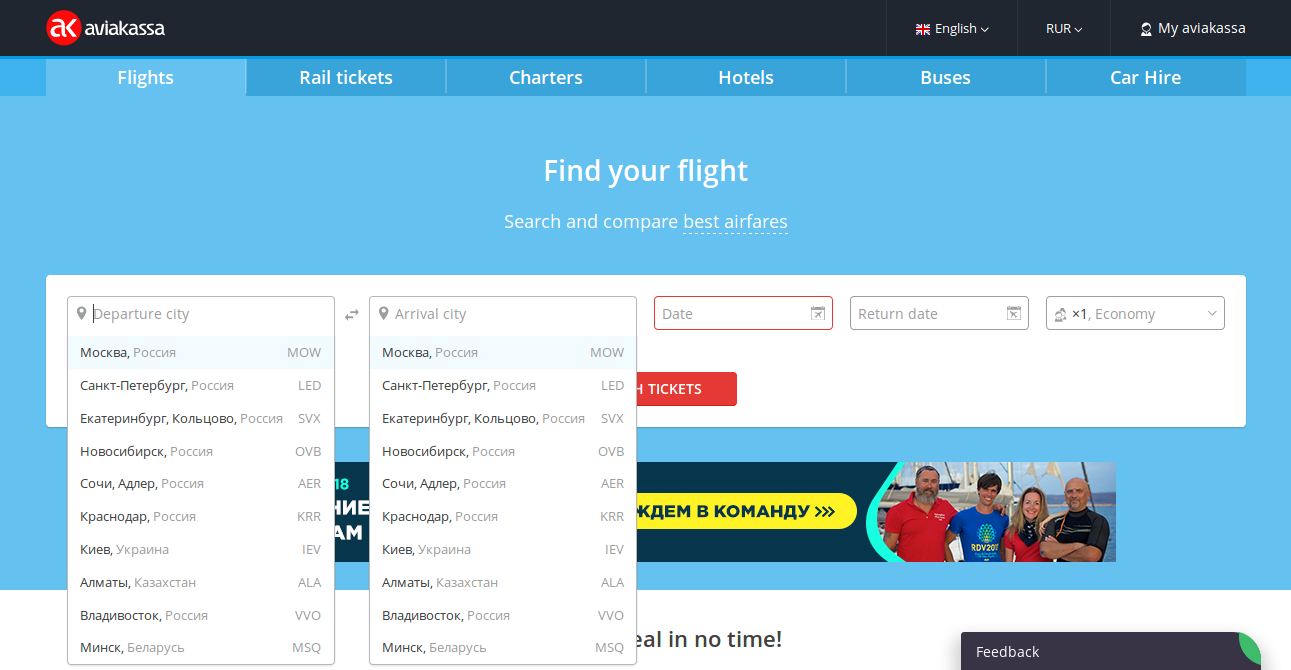 aviakassa
English
RUR
My aviakassa
Flights
Rail tickets
Charters
Hotels
Buses
Car Hire
Find your flight
Search and compare best airfares
Departure city
Arrival city
Date
Return date
×1, Economy
Москва, Россия MOW
Санкт-Петербург, Россия LED
Екатеринбург, Кольцово, Россия SVX
Новосибирск, Россия OVB
Сочи, Адлер, Россия AER
Краснодар, Россия KRR
Киев, Украина IEV
Алматы, Казахстан ALA
Владивосток, Россия VVO
Минск, Беларусь MSQ
Москва, Россия MOW
Санкт-Петербург, Россия LED
Екатеринбург, Кольцово, Россия SVX
Новосибирск, Россия OVB
Сочи, Адлер, Россия AER
Краснодар, Россия KRR
Киев, Украина IEV
Алматы, Казахстан ALA
Владивосток, Россия VVO
Минск, Беларусь MSQ
TICKETS
18
НИЕ
АМ
ЖДЕМ В КОМАНДУ
RDV2017
eal in no time!
Feedback